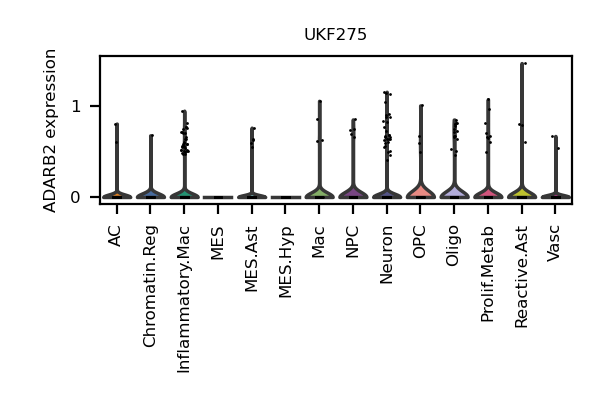 UKF275
ADARB2 expression
1
0
AC
Chromatin.Reg
Inflammatory.Mac
MES
MES.Ast
MES.Hyp
Mac
NPC
Neuron
OPC
Oligo
Prolif.Metab
Reactive.Ast
Vasc